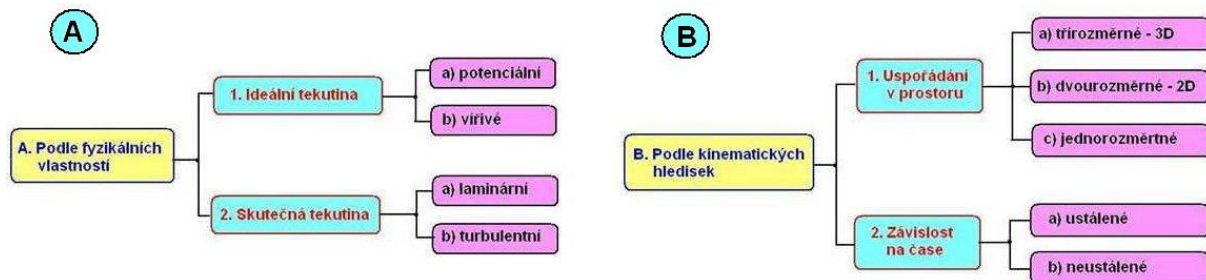 A
A. Podle fyzikálních
vlastností
1. Ideální tekutina
a) potenciální
b) vířivé
2. Skutečná tekutina
a) laminární
b) turbulentní
B
B. Podle kinematických
hledisek
1. Uspořádání
v prostoru
a) třírozměrné - 3D
b) dvourozměrné - 2D
c) jednorozměrtné
2. Závislost
na čase
a) ustálené
b) neustálené